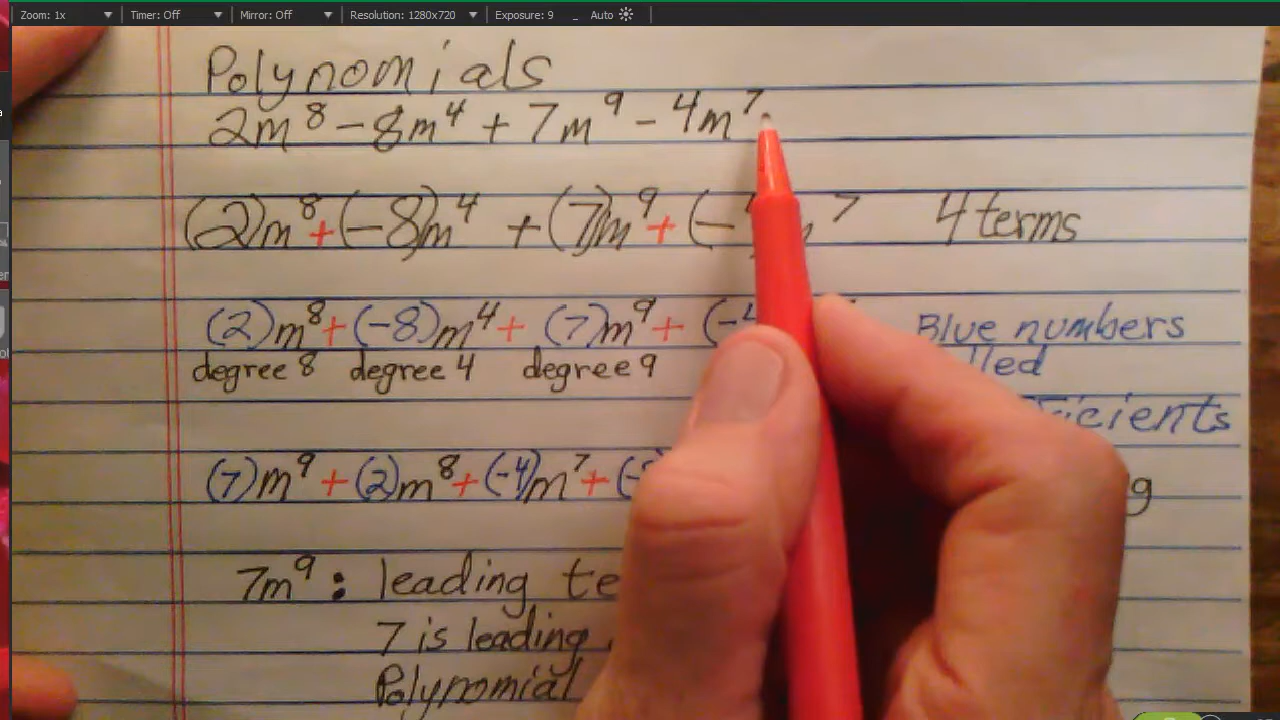 Zoom: 1x Timer: Off Mirror: Off Resolution: 1280x720 Exposure: 9 Auto
Polynomials
2m⁸ - 8m⁴ + 7m⁹ - 4m⁷
(2)m⁸ + (-8)m⁴ + (7)m⁹ + (- 7 4 terms
(2)m⁸ + (-8)m⁴ + (7)m⁹ + (-4 Blue numbers
degree 8 degree 4 degree 9
(7)m⁹ + (2)m⁸ + (-4)m⁷ + (-
7m⁹ : leading
7 is leading
Polynomial